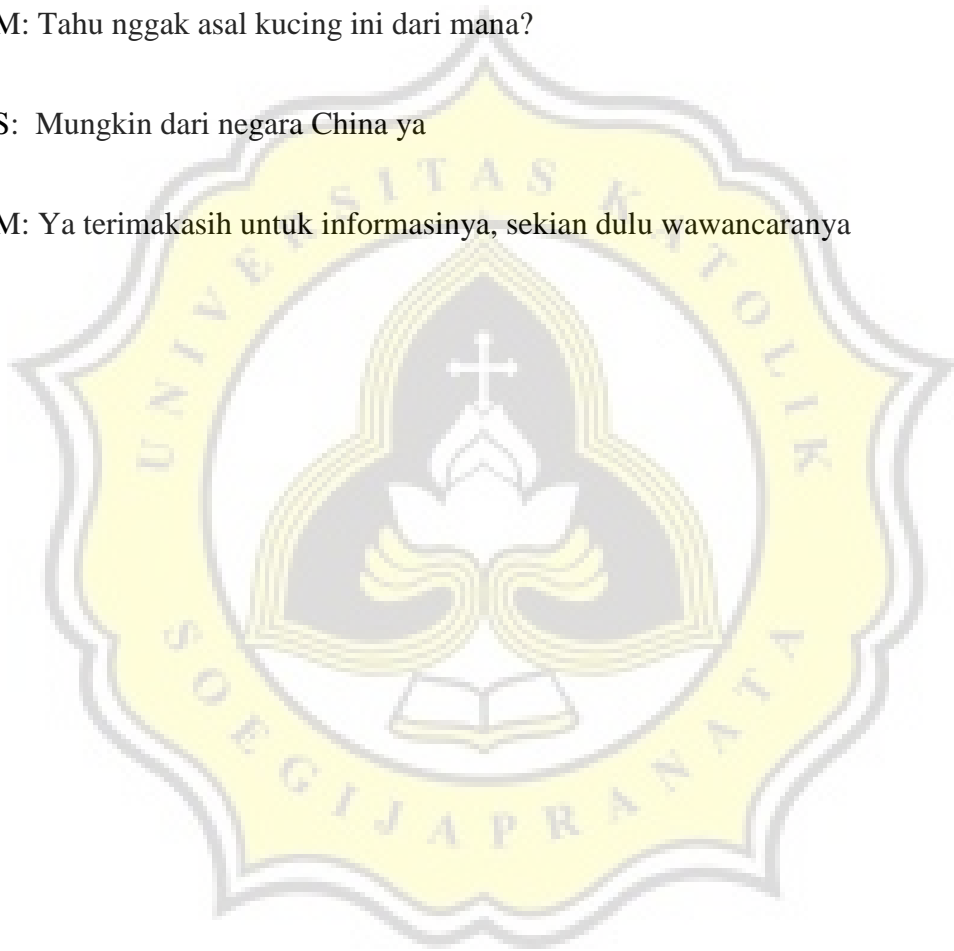 M: Tahu nggak asal kucing ini dari mana?
S: Mungkin dari negara China ya
M: Ya terimakasih untuk informasinya, sekian dulu wawancaranya
UNIVERSITAS KATOLIK
SOEGIJAPRANATA